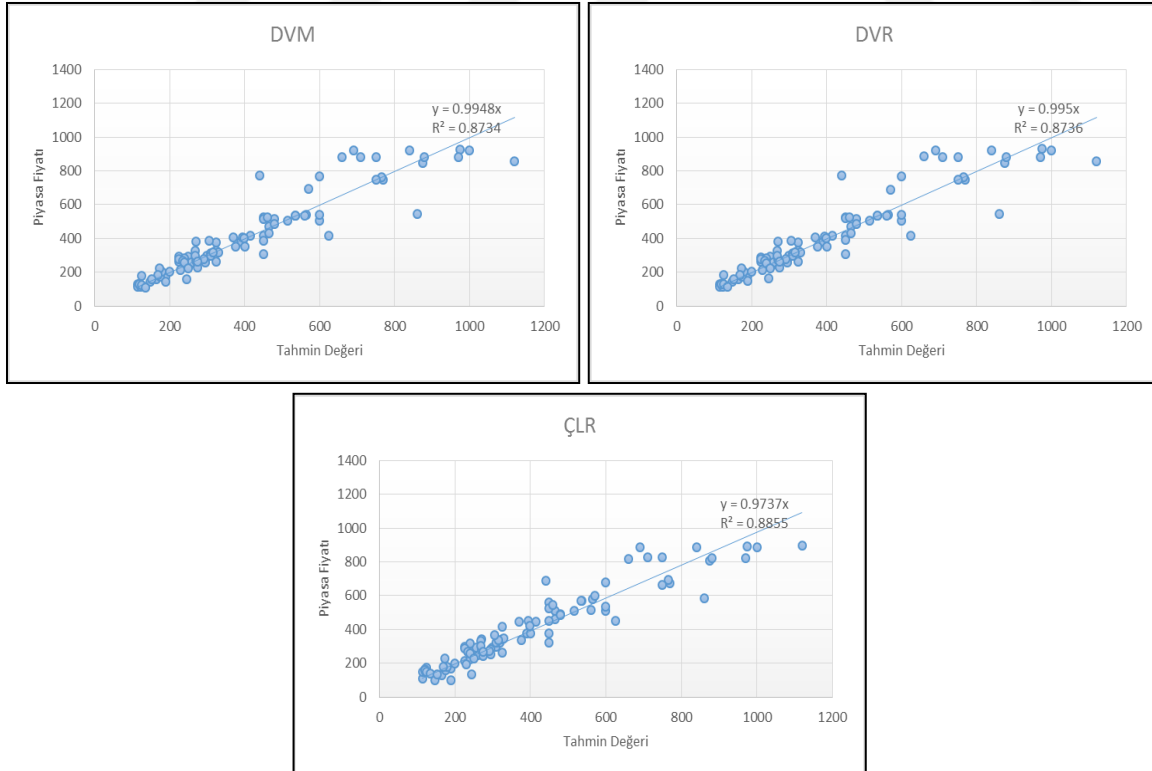 DVM
Piyasa Fiyatı
1400
1200
1000
800
600
400
200
0
y = 0.9948x
R² = 0.8734
0 200 400 600 800 1000 1200
Tahmin Değeri
DVR
Piyasa Fiyatı
1400
1200
1000
800
600
400
200
0
y = 0.995x
R² = 0.8736
0 200 400 600 800 1000 1200
Tahmin Değeri
ÇLR
Piyasa Fiyatı
1400
1200
1000
800
600
400
200
0
y = 0.9737x
R² = 0.8855
0 200 400 600 800 1000 1200
Tahmin Değeri